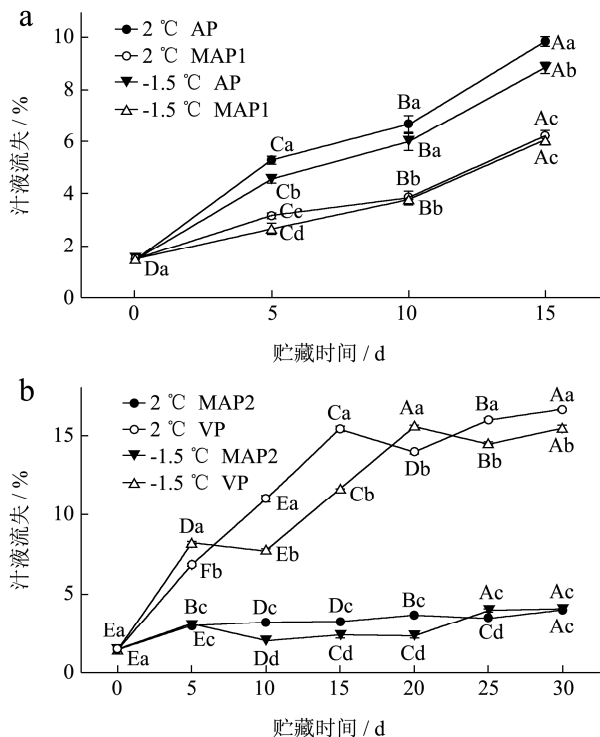 a
2 ℃ AP
2 ℃ MAP1
-1.5 ℃ AP
-1.5 ℃ MAP1
汁液流失 / %
10
8
6
4
2
0
Da
Ca
Cb
Cc
Cd
Ba
Ba
Bb
Bb
Aa
Ab
Ac
Ac
0 5 10 15
贮藏时间 / d
b
2 ℃ MAP2
2 ℃ VP
-1.5 ℃ MAP2
-1.5 ℃ VP
汁液流失 / %
15
10
5
0
Ea
Ea
Da
Fb
Bc
Ec
Ea
Eb
Dc
Dd
Ca
Cb
Dc
Cd
Aa
Db
Bc
Cd
Ba
Bb
Ac
Cd
Aa
Ab
Ac
Ac
0 5 10 15 20 25 30
贮藏时间 / d